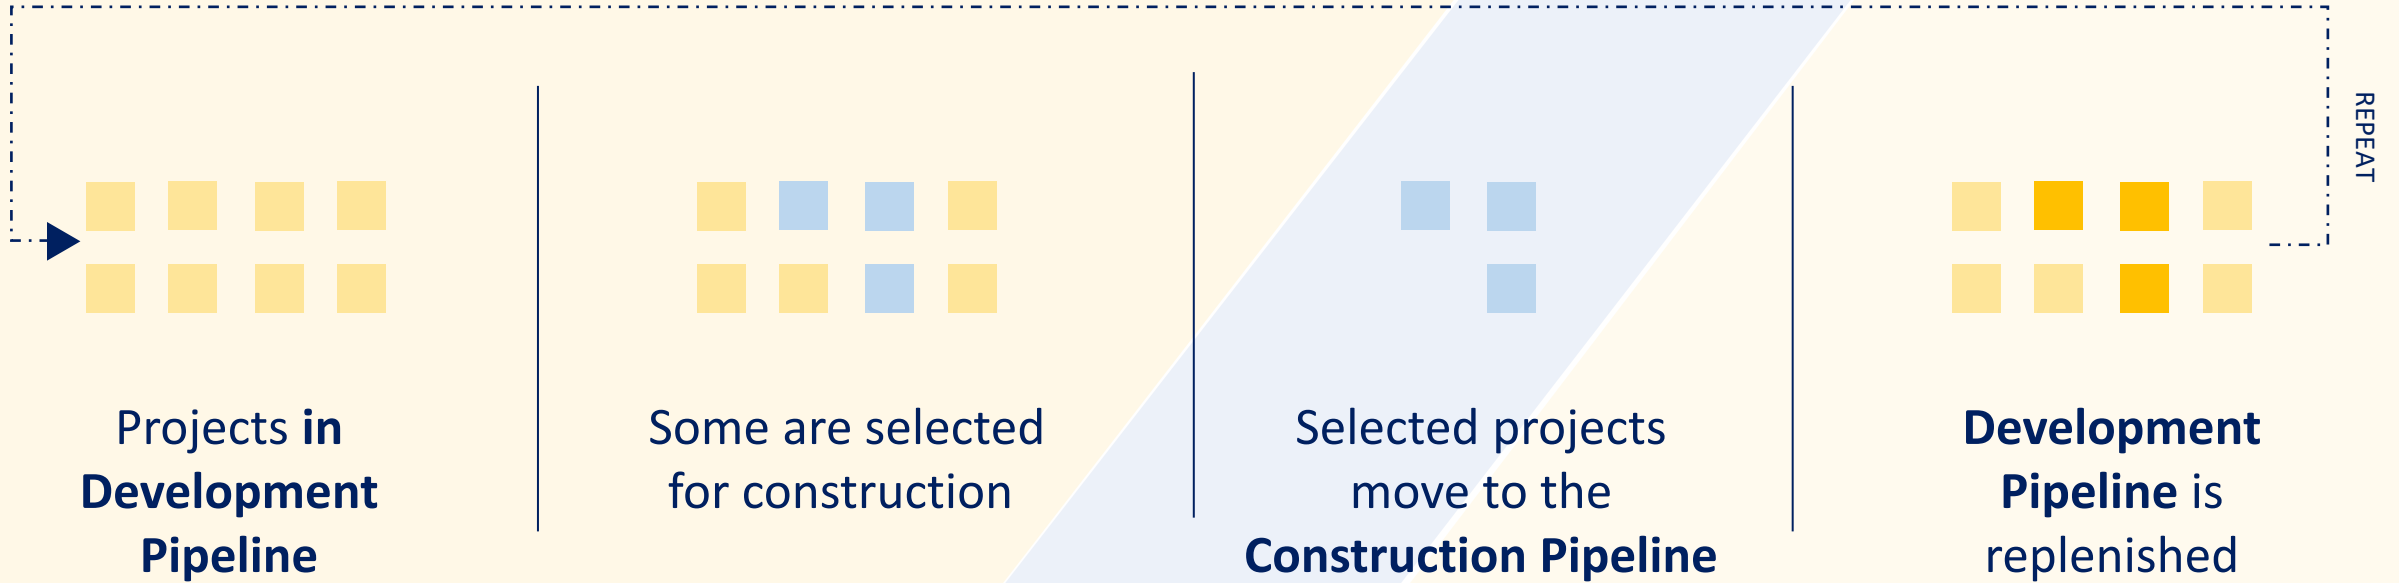 REPEAT
Projects in
Development
Pipeline
Some are selected
for construction
Selected projects
move to the
Construction Pipeline
Development
Pipeline is
replenished